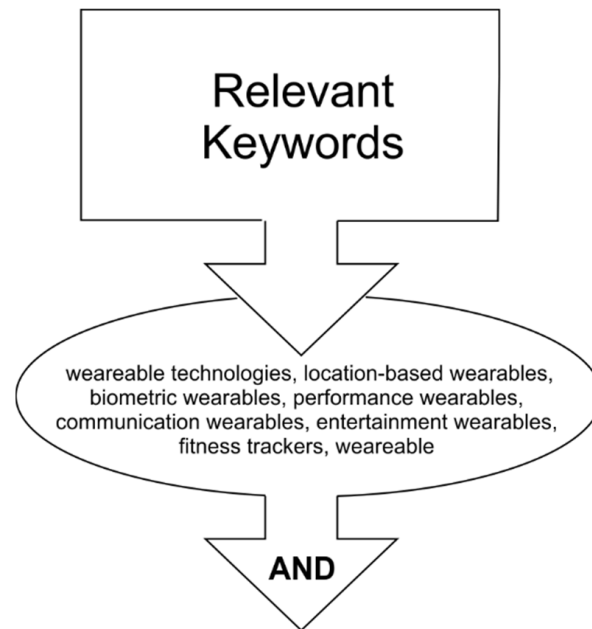 Relevant
Keywords
weareable technologies, location-based wearables,
biometric wearables, performance wearables,
communication wearables, entertainment wearables,
fitness trackers, weareable
AND